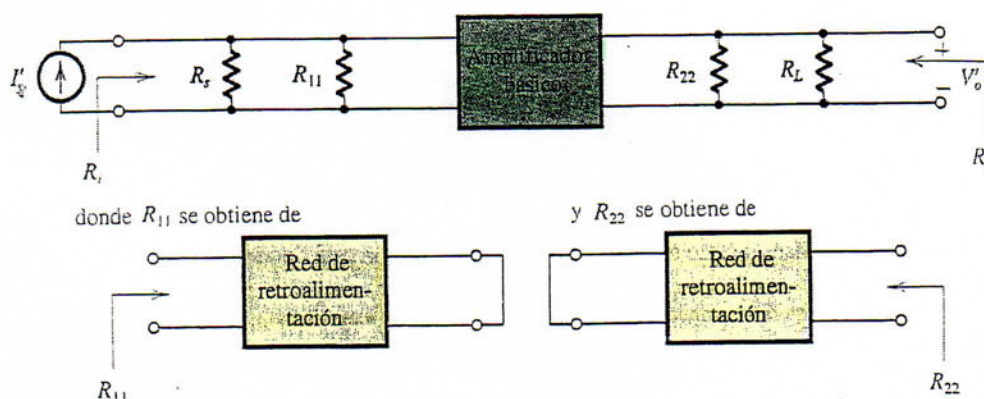 I'ₛ
Rₛ
R₁₁
Amplificador
básico
R₂₂
R_L
+
V'ₒ
−
Rᵢ
R
donde R₁₁ se obtiene de
y R₂₂ se obtiene de
Red de
retroalimen-
tación
Red de
retroalimen-
tación
R₁₁
R₂₂